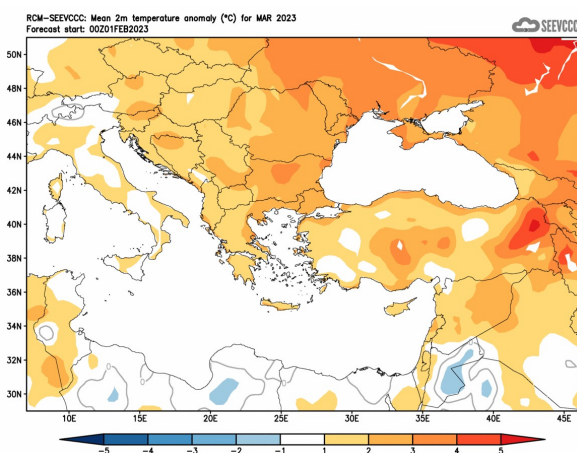 RCM-SEEVCCC: Mean 2m temperature anomaly (°C) for MAR 2023
Forecast start: 00Z01FEB2023
SEEVCCC
50N
48N
46N
44N
42N
40N
38N
36N
34N
32N
30N
10E 15E 20E 25E 30E 35E 40E 45E
-5 -4 -3 -2 -1 1 2 3 4 5